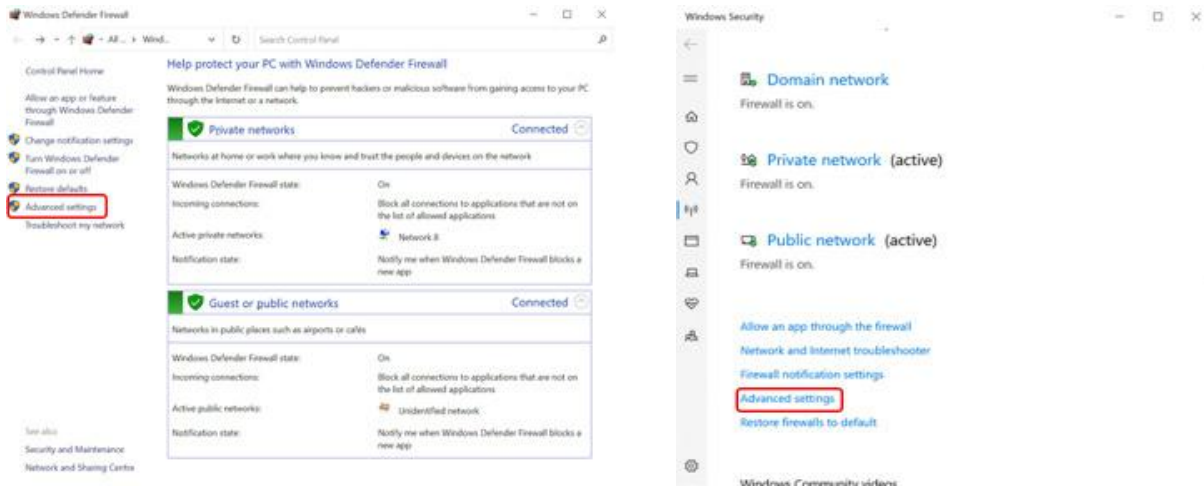 Windows Defender Firewall
All ... Wind...
Search Control Panel
Control Panel Home
Allow an app or feature
through Windows Defender
Firewall
Change notification settings
Turn Windows Defender
Firewall on or off
Restore defaults
Advanced settings
Troubleshoot my network
See also
Security and Maintenance
Network and Sharing Centre
Help protect your PC with Windows Defender Firewall
Windows Defender Firewall can help to prevent hackers or malicious software from gaining access to your PC
through the Internet or a network.
Private networks Connected
Networks at home or work where you know and trust the people and devices on the network
Windows Defender Firewall state: On
Incoming connections: Block all connections to applications that are not on
the list of allowed applications
Active private networks: Network 8
Notification state: Notify me when Windows Defender Firewall blocks a
new app
Guest or public networks Connected
Networks in public places such as airports or cafés
Windows Defender Firewall state: On
Incoming connections: Block all connections to applications that are not on
the list of allowed applications
Active public networks: Unidentified network
Notification state: Notify me when Windows Defender Firewall blocks a
new app
Windows Security
Domain network
Firewall is on.
Private network (active)
Firewall is on.
Public network (active)
Firewall is on.
Allow an app through the firewall
Network and Internet troubleshooter
Firewall notification settings
Advanced settings
Restore firewalls to default
Windows Community videos